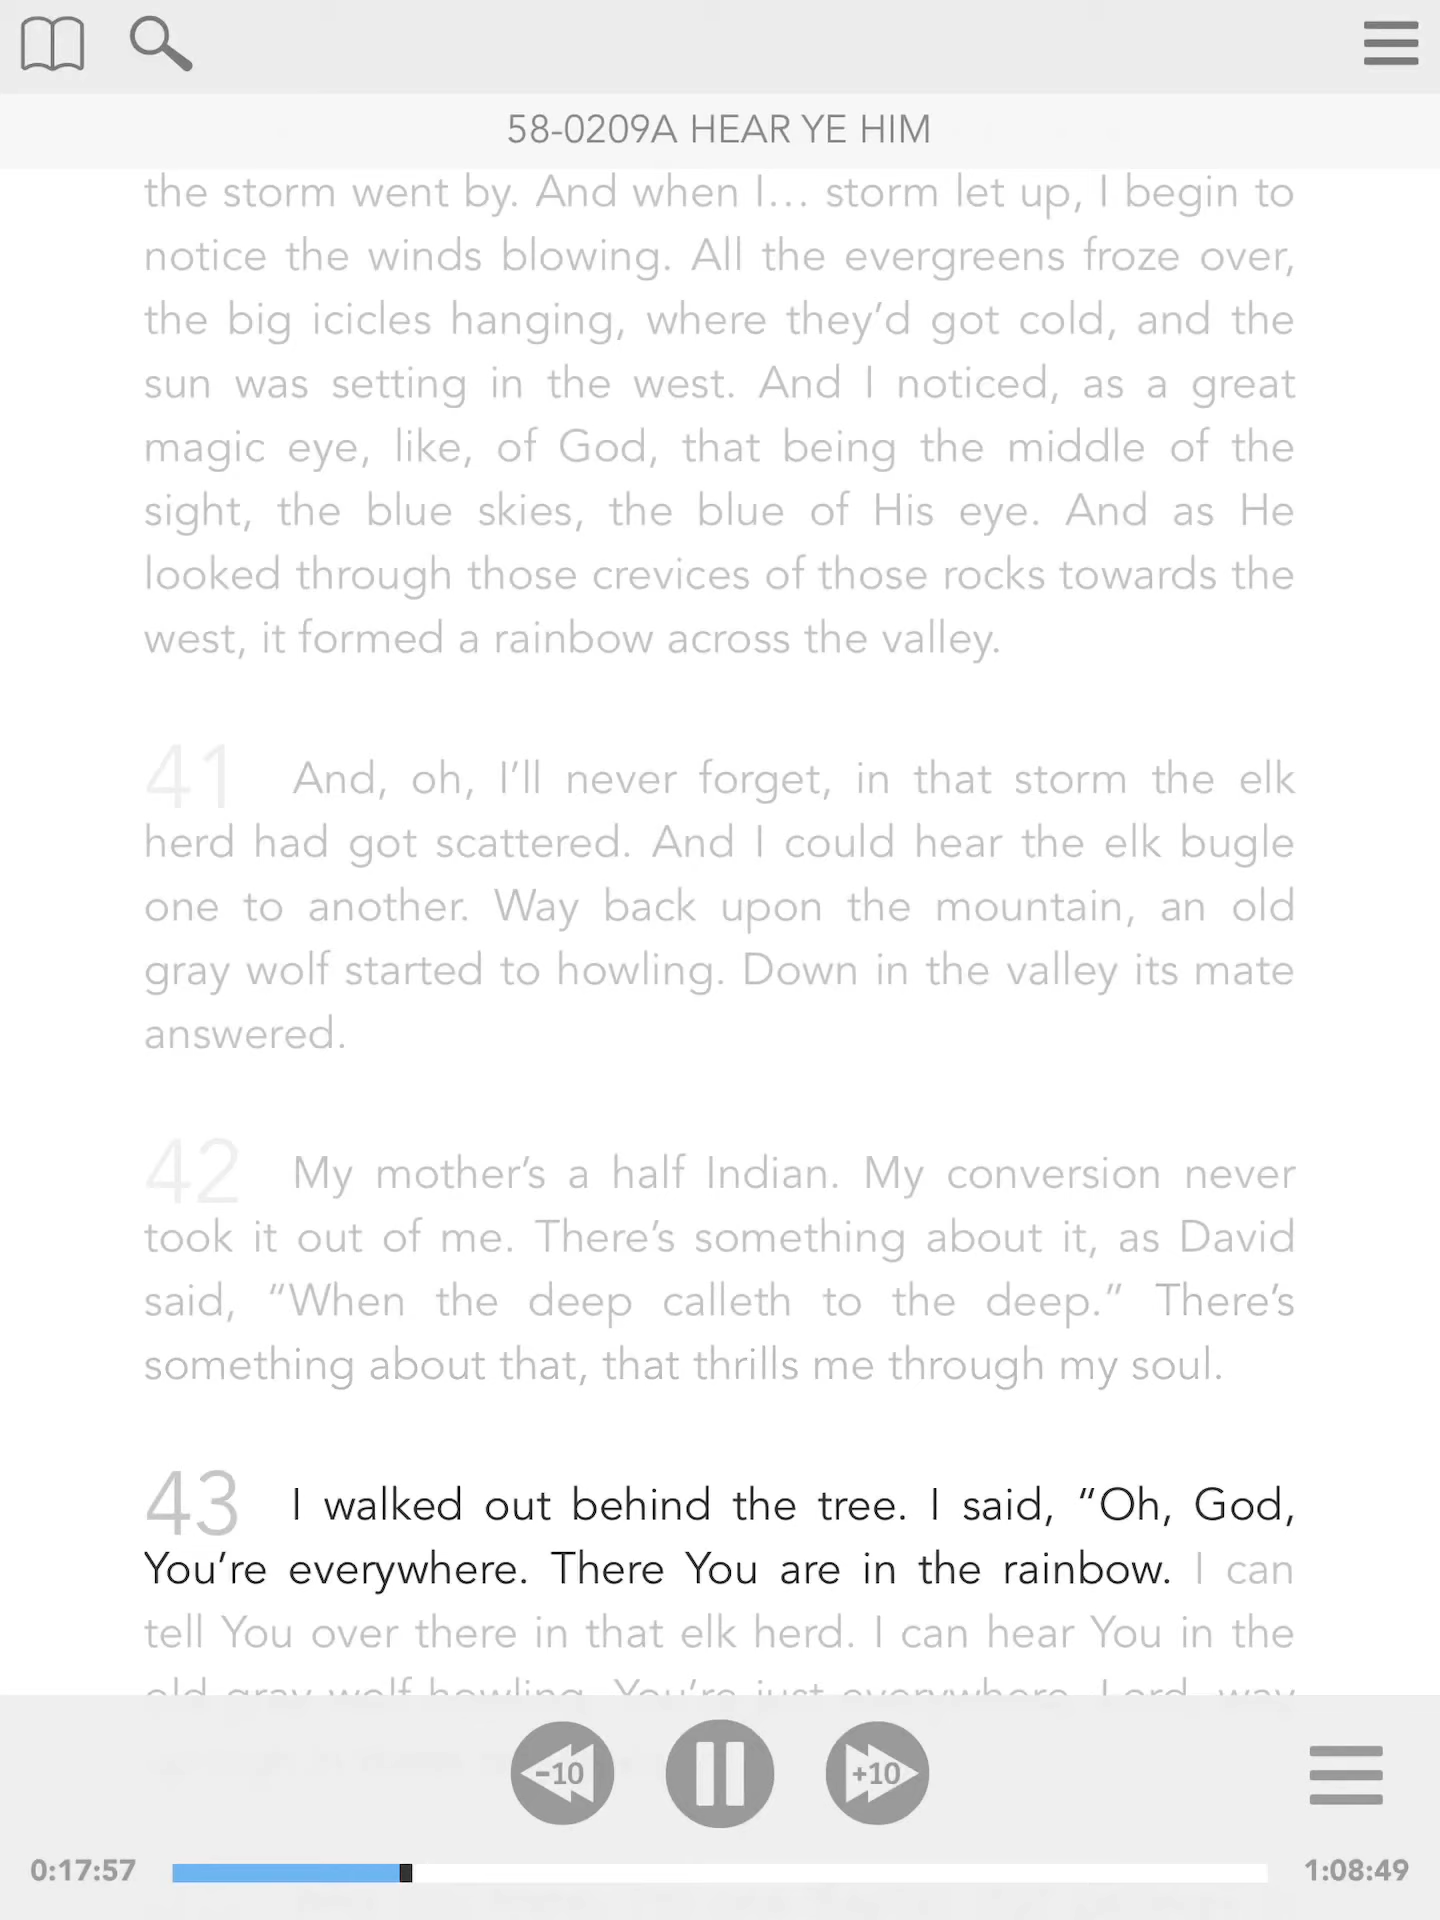 58-0209A HEAR YE HIM
the storm went by. And when I… storm let up, I begin to
notice the winds blowing. All the evergreens froze over,
the big icicles hanging, where they’d got cold, and the
sun was setting in the west. And I noticed, as a great
magic eye, like, of God, that being the middle of the
sight, the blue skies, the blue of His eye. And as He
looked through those crevices of those rocks towards the
west, it formed a rainbow across the valley.
41 And, oh, I’ll never forget, in that storm the elk
herd had got scattered. And I could hear the elk bugle
one to another. Way back upon the mountain, an old
gray wolf started to howling. Down in the valley its mate
answered.
42 My mother’s a half Indian. My conversion never
took it out of me. There’s something about it, as David
said, “When the deep calleth to the deep.” There’s
something about that, that thrills me through my soul.
43 I walked out behind the tree. I said, “Oh, God,
You’re everywhere. There You are in the rainbow. I can
tell You over there in that elk herd. I can hear You in the
old gray wolf howling. You’re just everywhere, Lord, way
-10 +10
0:17:57 1:08:49